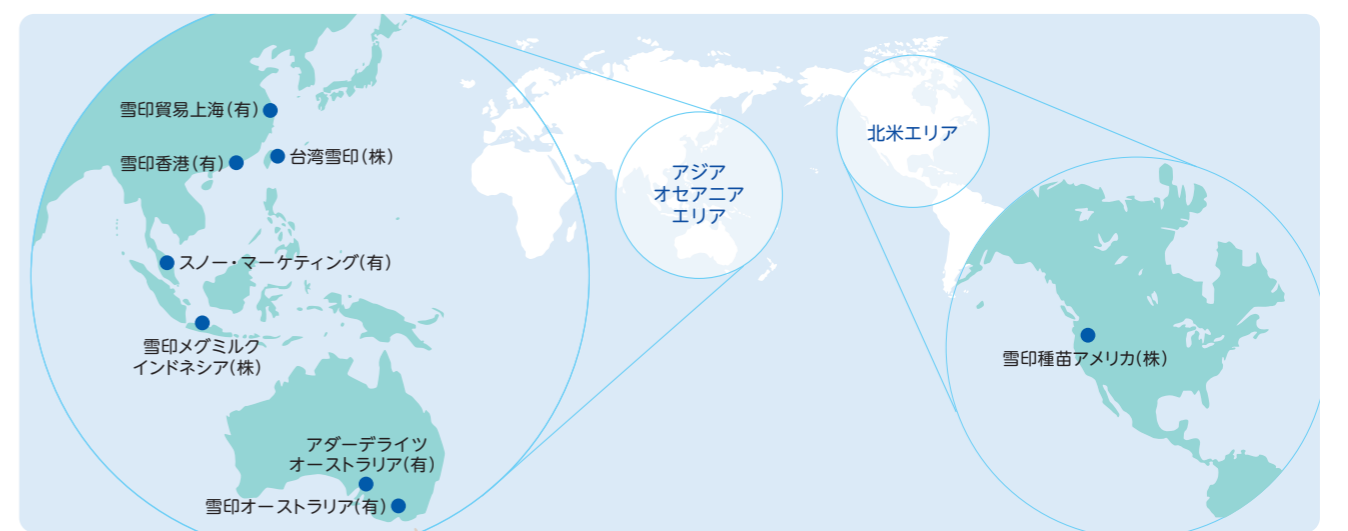 雪印貿易上海(有)
雪印香港(有)
台湾雪印(株)
スノー・マーケティング(有)
雪印メグミルク
インドネシア(株)
アダーデライツ
オーストラリア(有)
雪印オーストラリア(有)
アジア
オセアニア
エリア
北米エリア
雪印種苗アメリカ(株)